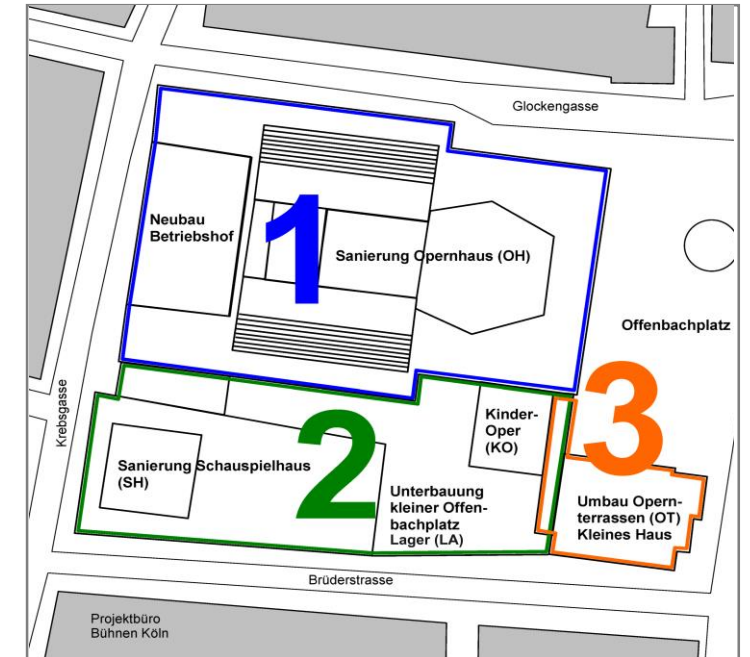 Glockengasse
1
Neubau
Betriebshof
Sanierung Opernhaus (OH)
Offenbachplatz
Krebsgasse
2
Sanierung Schauspielhaus
(SH)
Kinder-
Oper
(KO)
3
Unterbauung
kleiner Offen-
bachplatz
Lager (LA)
Umbau Opern-
terrassen (OT)
Kleines Haus
Brüderstrasse
Projektbüro
Bühnen Köln